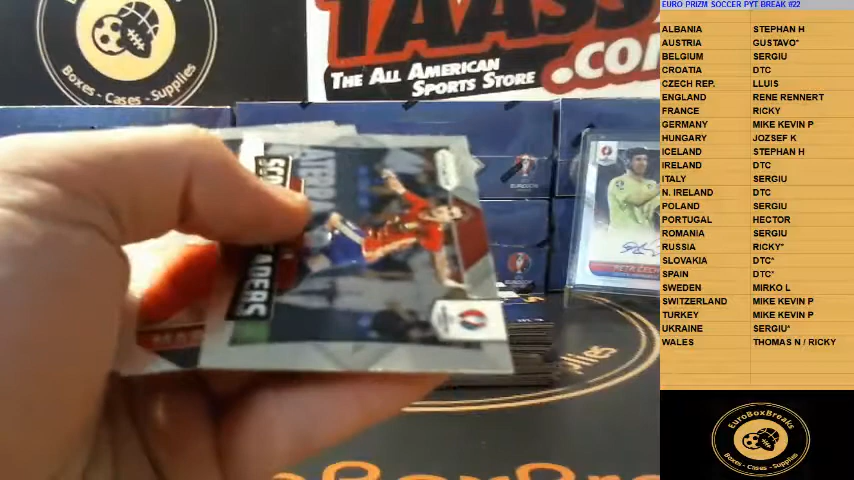 EURO PRIZM SOCCER PYT BREAK #22
ALBANIA STEPHAN H
AUSTRIA GUSTAVO*
BELGIUM SERGIU
CROATIA DTC
CZECH REP. LLUIS
ENGLAND RENE RENNERT
FRANCE RICKY
GERMANY MIKE KEVIN P
HUNGARY JOZSEF K
ICELAND STEPHAN H
IRELAND DTC
ITALY SERGIU
N. IRELAND DTC
POLAND SERGIU
PORTUGAL HECTOR
ROMANIA SERGIU
RUSSIA RICKY*
SLOVAKIA DTC*
SPAIN DTC*
SWEDEN MIRKO L
SWITZERLAND MIKE KEVIN P
TURKEY MIKE KEVIN P
UKRAINE SERGIU*
WALES THOMAS N / RICKY
EuroBoxBreaks
Boxes - Cases - Supplies
Boxes - Cases - Supplies
TAASS
.COM
THE ALL AMERICAN
SPORTS STORE
PETR CECH